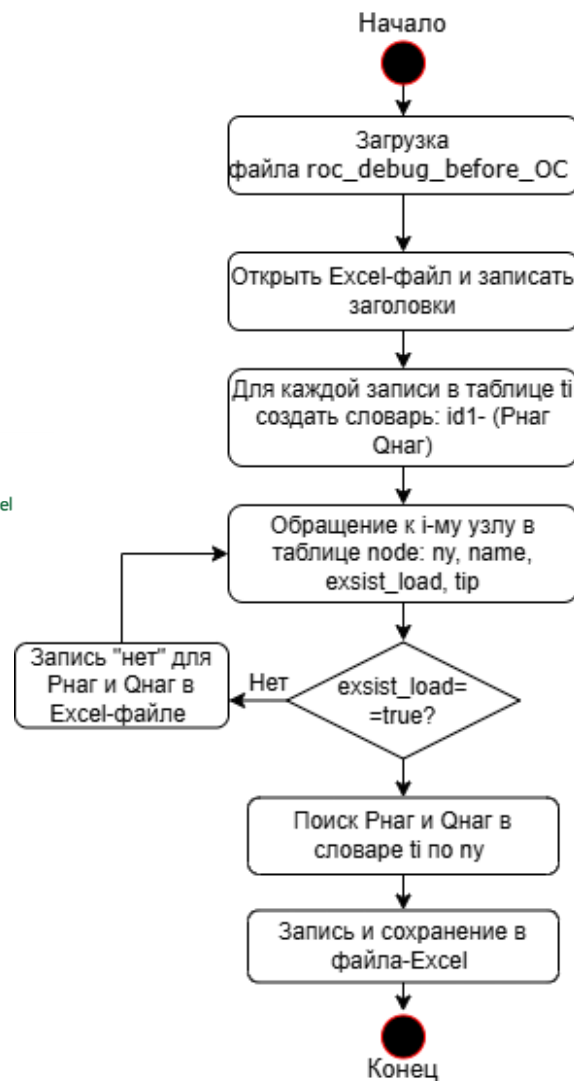 Начало
Загрузка
файла roc_debug_before_OC
Открыть Excel-файл и записать
заголовки
Для каждой записи в таблице ti
создать словарь: id1- (Рнаг
Qнаг)
el
Обращение к i-му узлу в
таблице node: ny, name,
exsist_load, tip
Запись "нет" для
Рнаг и Qнаг в
Excel-файле
Нет
exsist_load=
=true?
Поиск Рнаг и Qнаг в
словаре ti по ny
Запись и сохранение в
файла-Excel
Конец